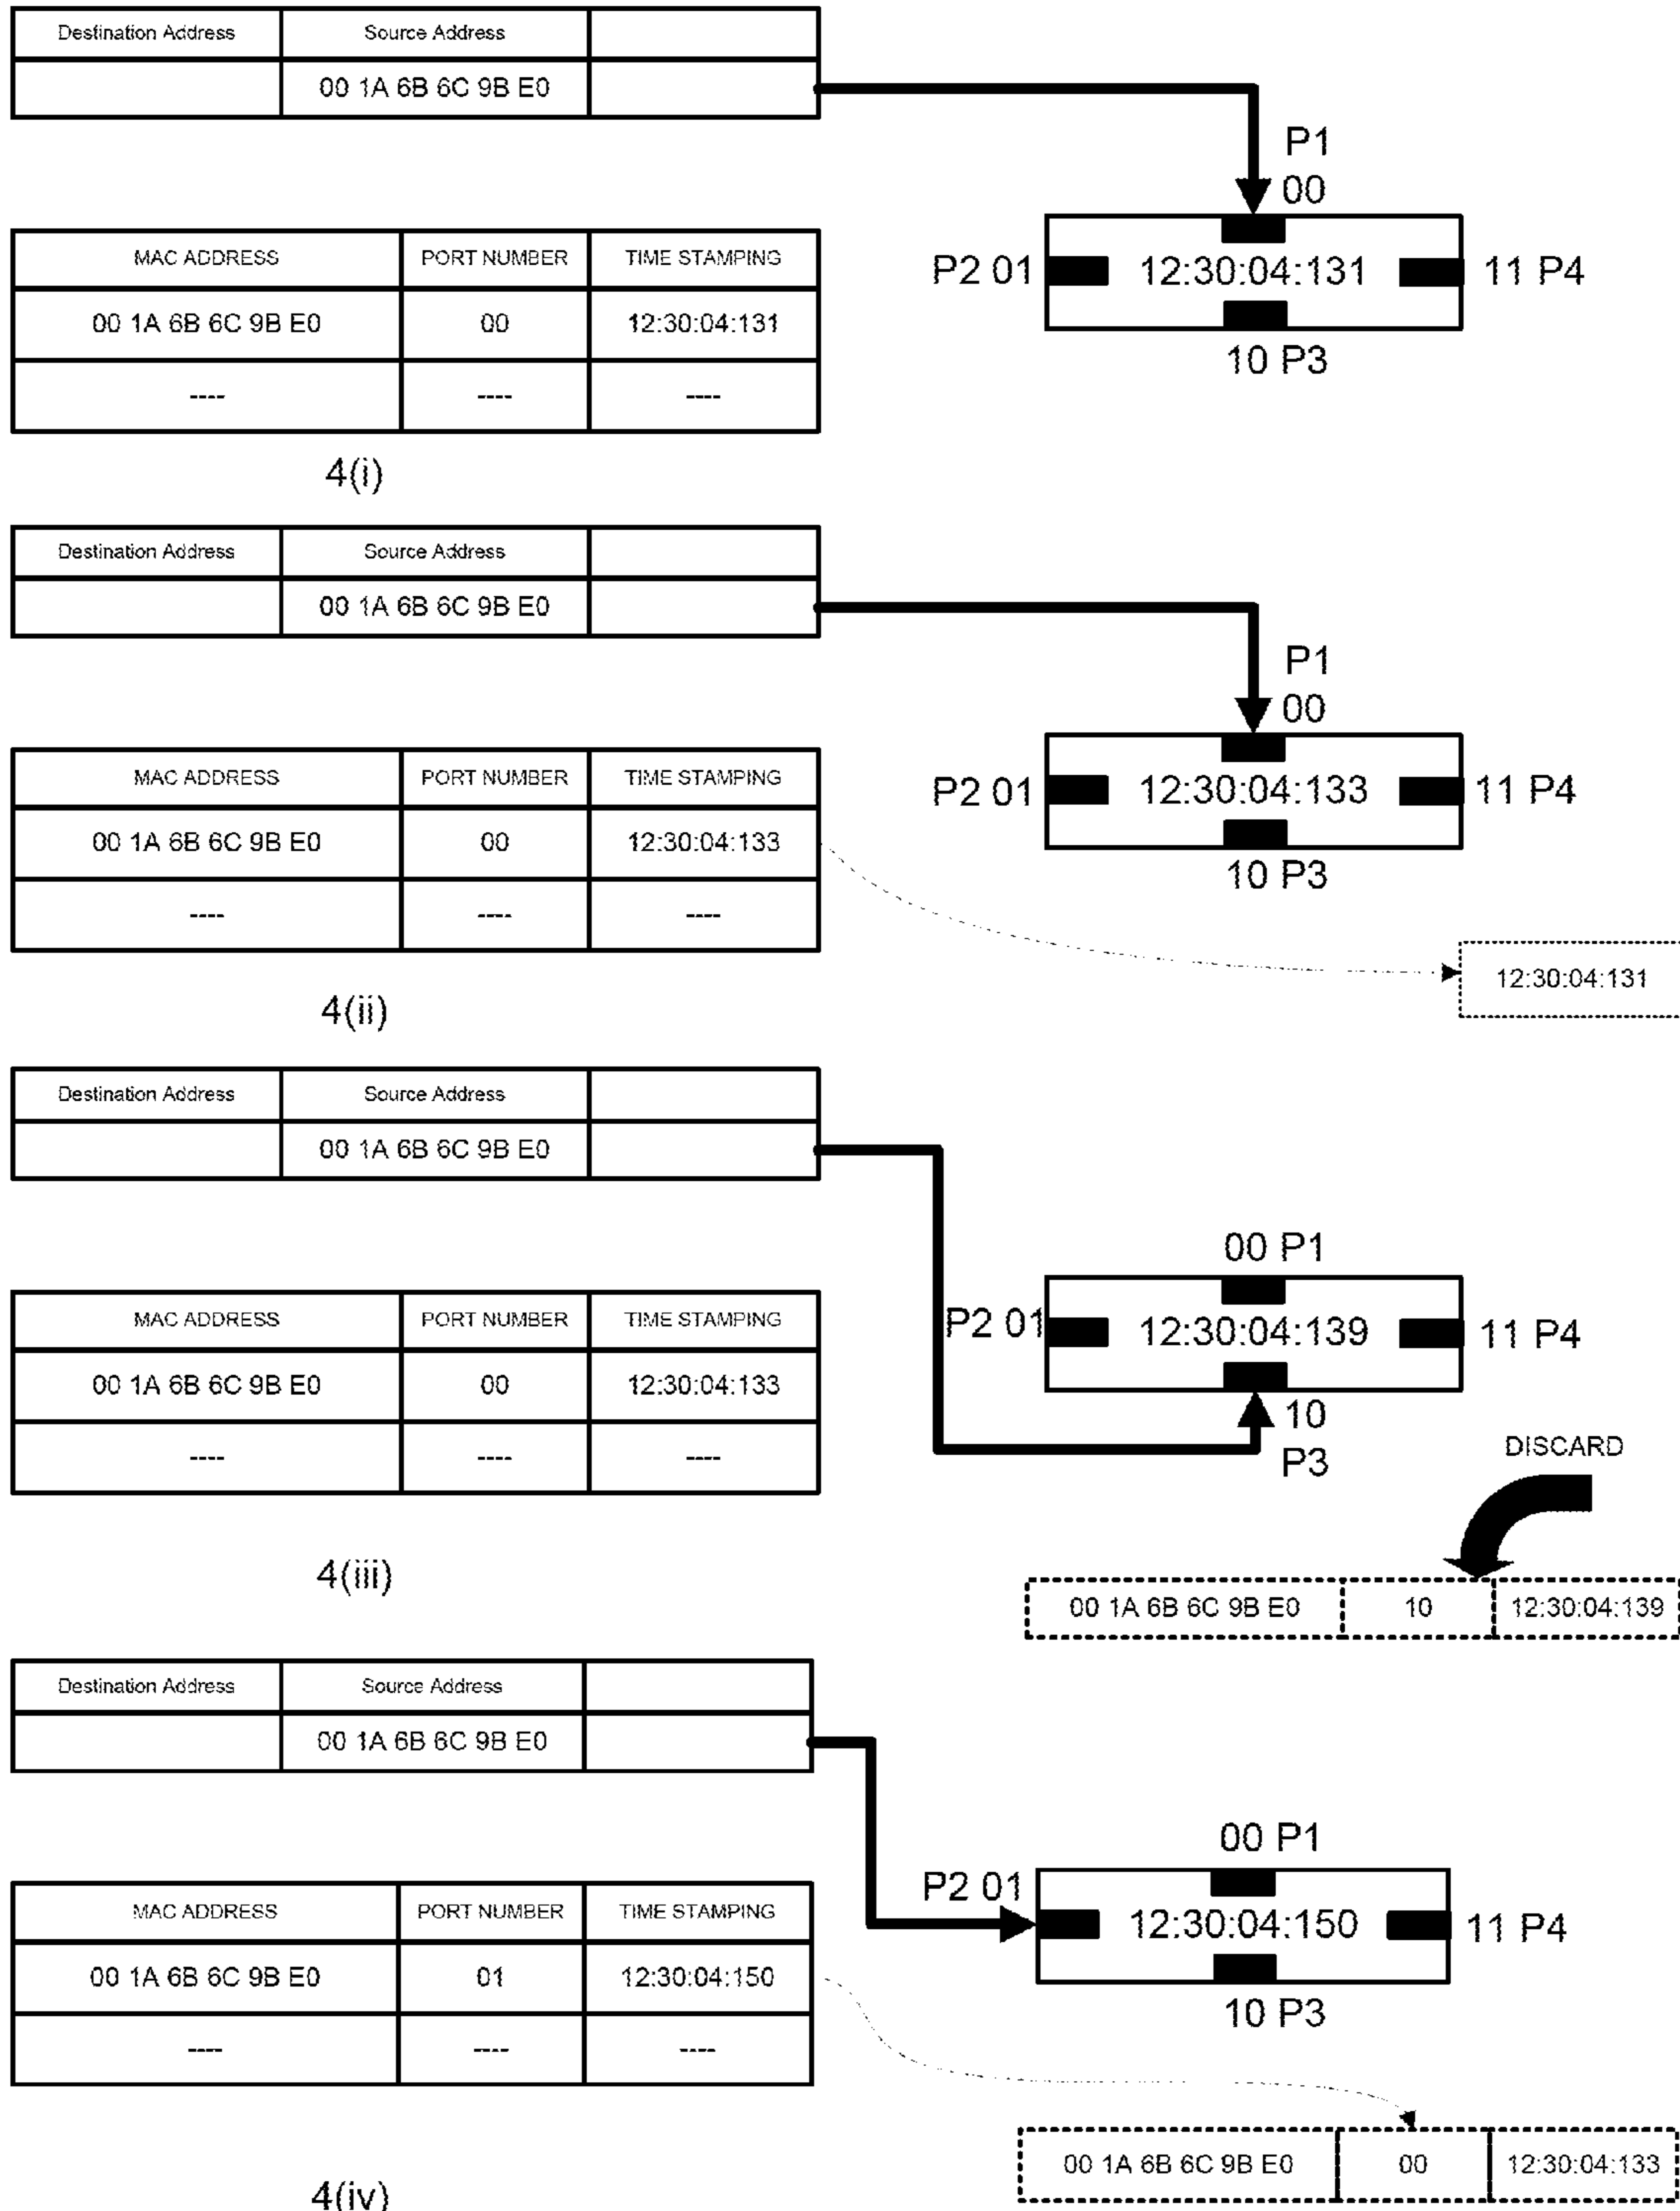 Destination Address Source Address
00 1A 6B 6C 9B E0
P1
00
MAC ADDRESS PORT NUMBER TIME STAMPING
P2 01 12:30:04:131 11 P4
00 1A 6B 6C 9B E0 00 12:30:04:131
10 P3
---- ---- ----
4(i)
Destination Address Source Address
00 1A 6B 6C 9B E0
P1
00
MAC ADDRESS PORT NUMBER TIME STAMPING
P2 01 12:30:04:133 11 P4
00 1A 6B 6C 9B E0 00 12:30:04:133
10 P3
---- ---- ----
12:30:04:131
4(ii)
Destination Address Source Address
00 1A 6B 6C 9B E0
00 P1
MAC ADDRESS PORT NUMBER TIME STAMPING
P2 01 12:30:04:139 11 P4
00 1A 6B 6C 9B E0 00 12:30:04:133
10
P3
---- ---- ----
DISCARD
4(iii)
00 1A 6B 6C 9B E0 10 12:30:04:139
Destination Address Source Address
00 1A 6B 6C 9B E0
00 P1
P2 01
MAC ADDRESS PORT NUMBER TIME STAMPING
12:30:04:150 11 P4
00 1A 6B 6C 9B E0 01 12:30:04:150
10 P3
---- ---- ----
00 1A 6B 6C 9B E0 00 12:30:04:133
4(iv)